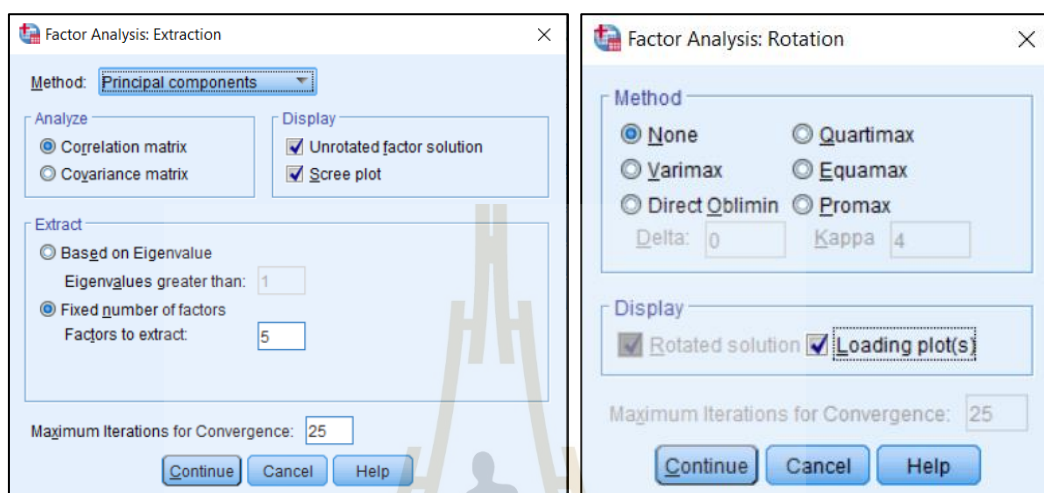 Factor Analysis: Extraction
Method: Principal components
Analyze
Correlation matrix
Covariance matrix
Display
Unrotated factor solution
Scree plot
Extract
Based on Eigenvalue
Eigenvalues greater than: 1
Fixed number of factors
Factors to extract: 5
Maximum Iterations for Convergence: 25
Continue Cancel Help
Factor Analysis: Rotation
Method
None Quartimax
Varimax Equamax
Direct Oblimin Promax
Delta: 0 Kappa 4
Display
Rotated solution Loading plot(s)
Maximum Iterations for Convergence: 25
Continue Cancel Help